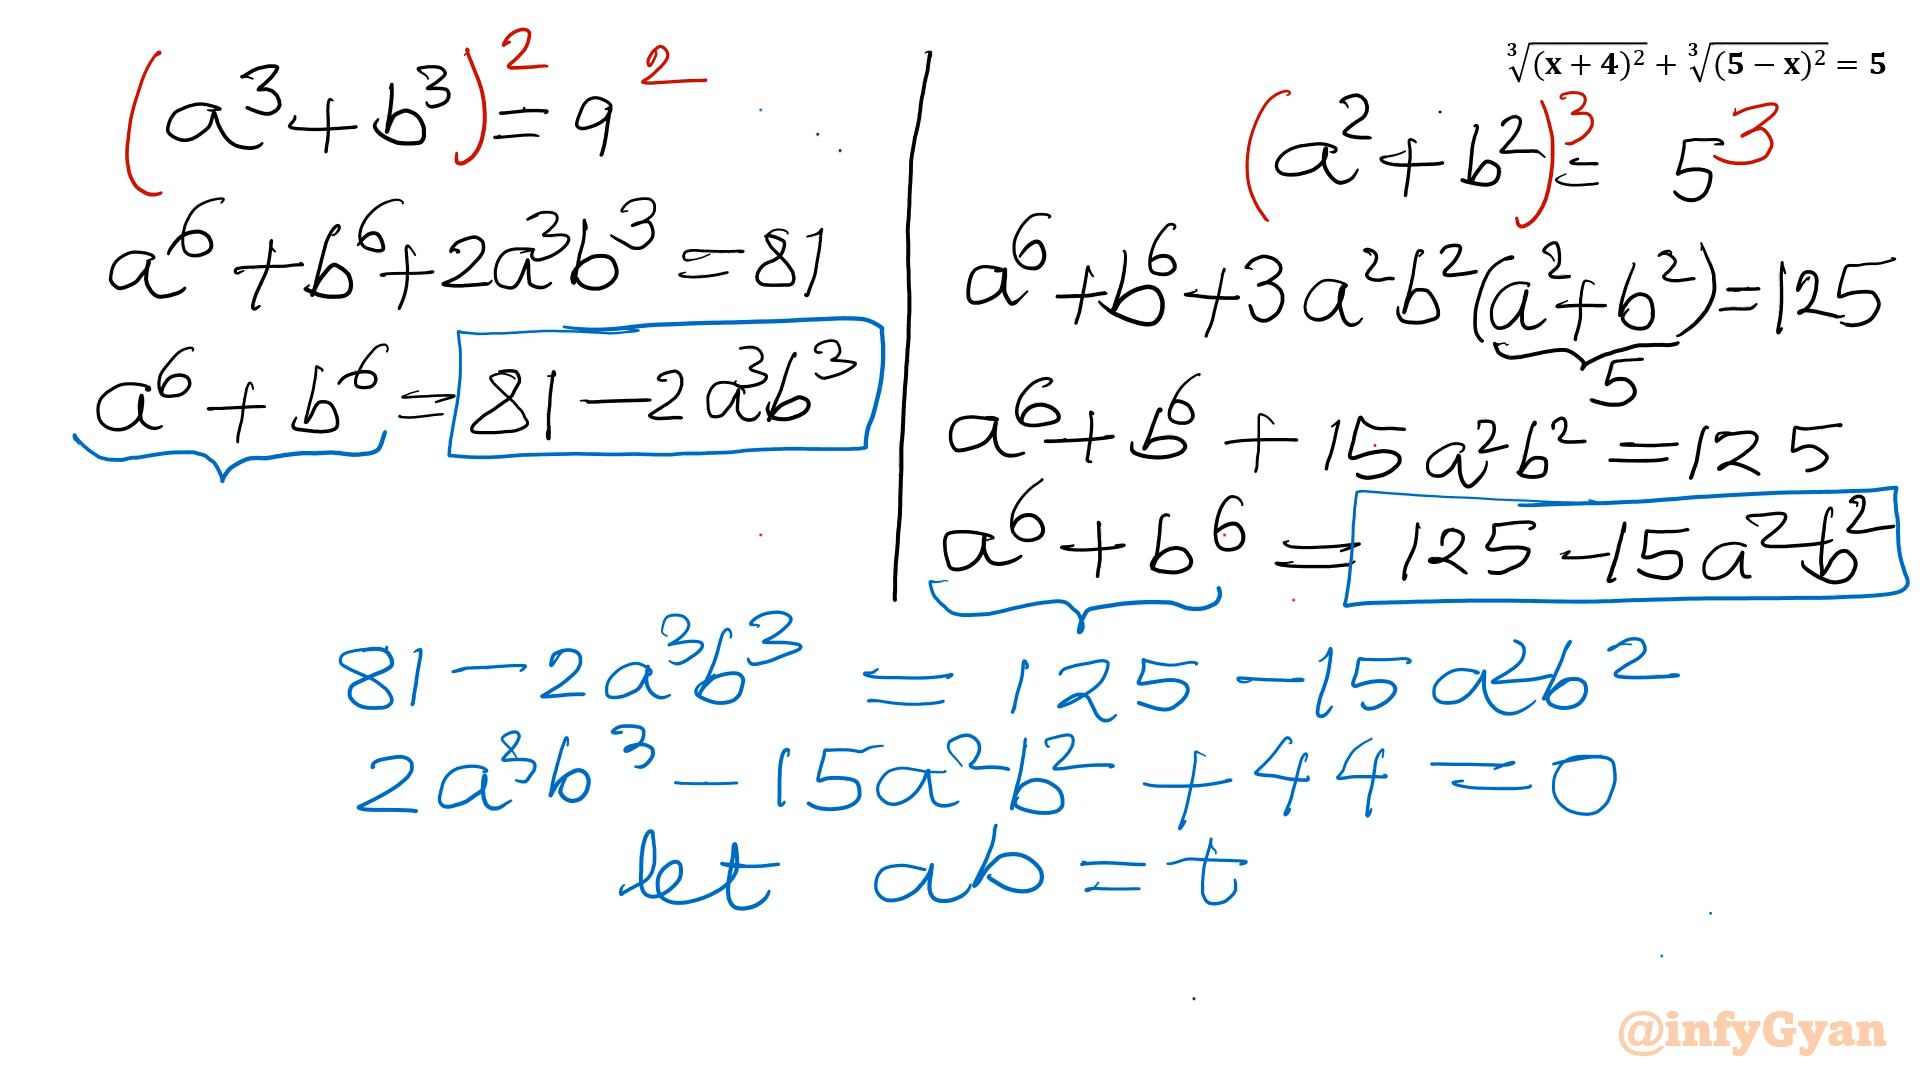 ∛(x + 4)² + ∛(5 − x)² = 5
(a³ + b³)² = 9²
a⁶ + b⁶ + 2a³b³ = 81
a⁶ + b⁶ = 81 − 2a³b³
(a² + b²)³ = 5³
a⁶ + b⁶ + 3a²b²(a² + b²) = 125
5
a⁶ + b⁶ + 15a²b² = 125
a⁶ + b⁶ = 125 − 15a²b²
81 − 2a³b³ = 125 − 15a²b²
2a³b³ − 15a²b² + 44 = 0
let ab = t
@infyGyan